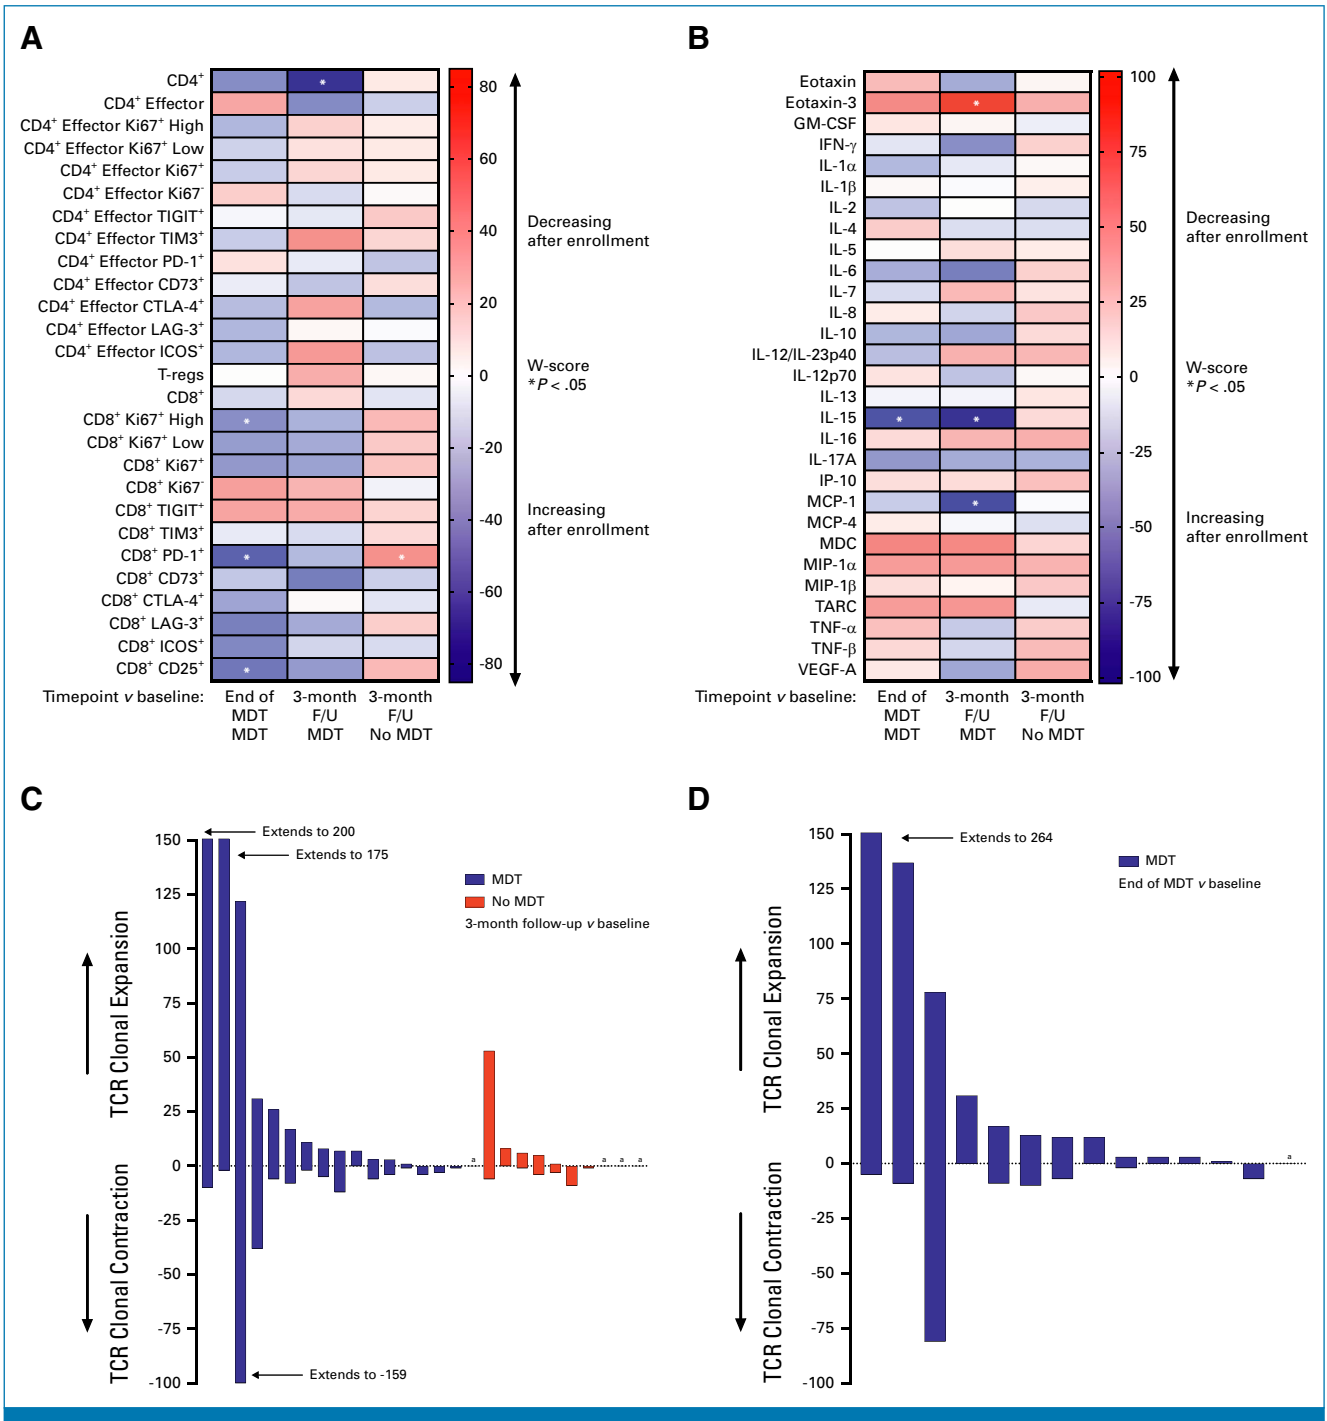 A
CD4⁺
CD4⁺ Effector
CD4⁺ Effector Ki67⁺ High
CD4⁺ Effector Ki67⁺ Low
CD4⁺ Effector Ki67⁺
CD4⁺ Effector Ki67⁻
CD4⁺ Effector TIGIT⁺
CD4⁺ Effector TIM3⁺
CD4⁺ Effector PD-1⁺
CD4⁺ Effector CD73⁺
CD4⁺ Effector CTLA-4⁺
CD4⁺ Effector LAG-3⁺
CD4⁺ Effector ICOS⁺
T-regs
CD8⁺
CD8⁺ Ki67⁺ High
CD8⁺ Ki67⁺ Low
CD8⁺ Ki67⁺
CD8⁺ Ki67⁻
CD8⁺ TIGIT⁺
CD8⁺ TIM3⁺
CD8⁺ PD-1⁺
CD8⁺ CD73⁺
CD8⁺ CTLA-4⁺
CD8⁺ LAG-3⁺
CD8⁺ ICOS⁺
CD8⁺ CD25⁺
*
*
* *
*
80
60
40
20
0
-20
-40
-60
-80
Decreasing
after enrollment
W-score
*P < .05
Increasing
after enrollment
Timepoint v baseline:
End of
MDT
MDT
3-month
F/U
MDT
3-month
F/U
No MDT
B
Eotaxin
Eotaxin-3
GM-CSF
IFN-γ
IL-1α
IL-1β
IL-2
IL-4
IL-5
IL-6
IL-7
IL-8
IL-10
IL-12/IL-23p40
IL-12p70
IL-13
IL-15
IL-16
IL-17A
IP-10
MCP-1
MCP-4
MDC
MIP-1α
MIP-1β
TARC
TNF-α
TNF-β
VEGF-A
*
* *
*
100
75
50
25
0
-25
-50
-75
-100
Decreasing
after enrollment
W-score
*P < .05
Increasing
after enrollment
Timepoint v baseline:
End of
MDT
MDT
3-month
F/U
MDT
3-month
F/U
No MDT
C
TCR Clonal Expansion
TCR Clonal Contraction
150
125
100
75
50
25
0
-25
-50
-75
-100
Extends to 200
Extends to 175
MDT
No MDT
3-month follow-up v baseline
a
a a a
Extends to -159
D
TCR Clonal Expansion
TCR Clonal Contraction
150
125
100
75
50
25
0
-25
-50
-75
-100
Extends to 264
MDT
End of MDT v baseline
a